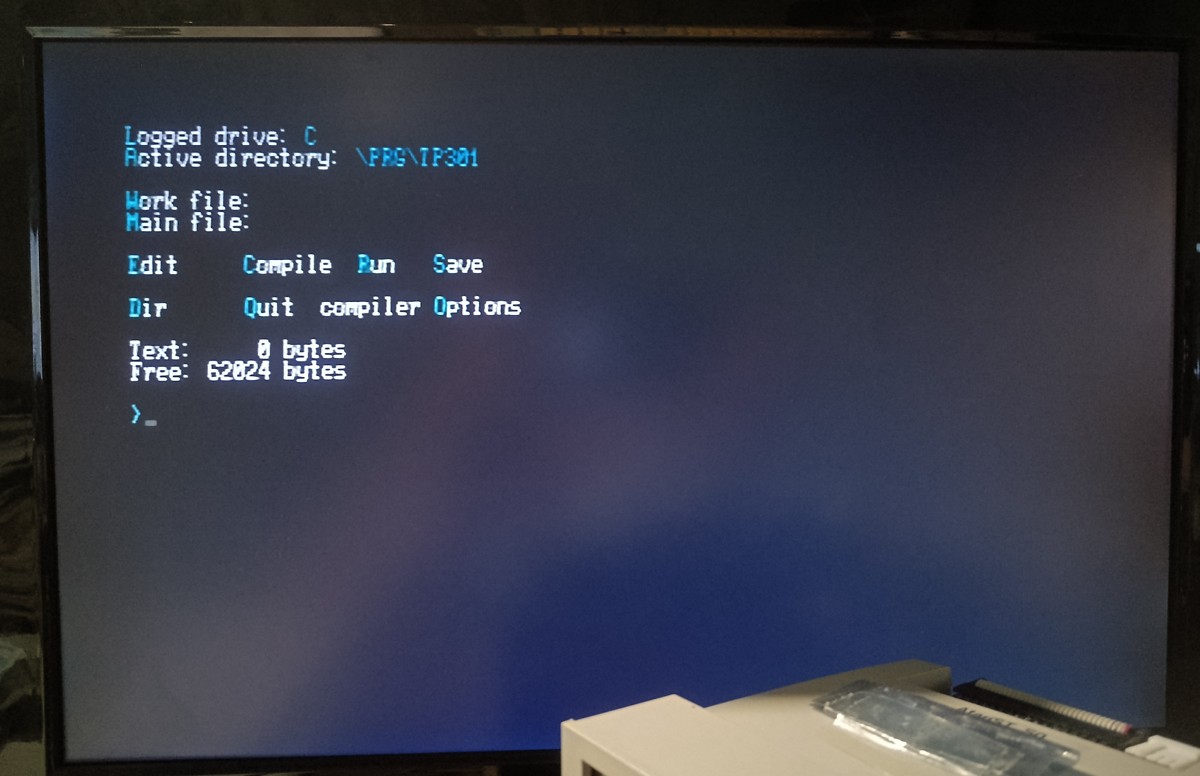 Logged drive: C
Active directory: \PRG\TP301
Work file:
Main file:
Edit Compile Run Save
Dir Quit compiler Options
Text: 0 bytes
Free: 62024 bytes
>_